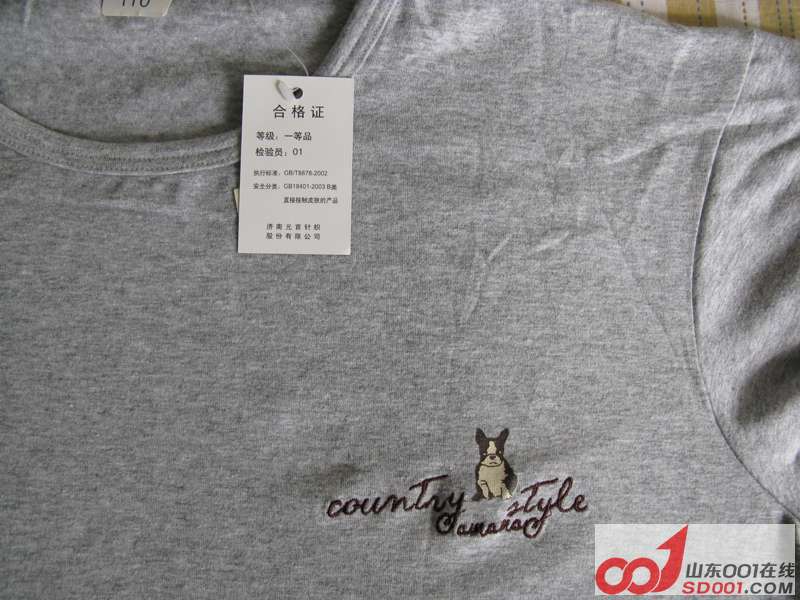 110
合格证
等级：一等品
检验员：01
执行标准：GB/T8878-2002
安全分类：GB18401-2003 B类
直接接触皮肤的产品
济南元首针织
股份有限公司
country style
山东001在线
SD001.COM